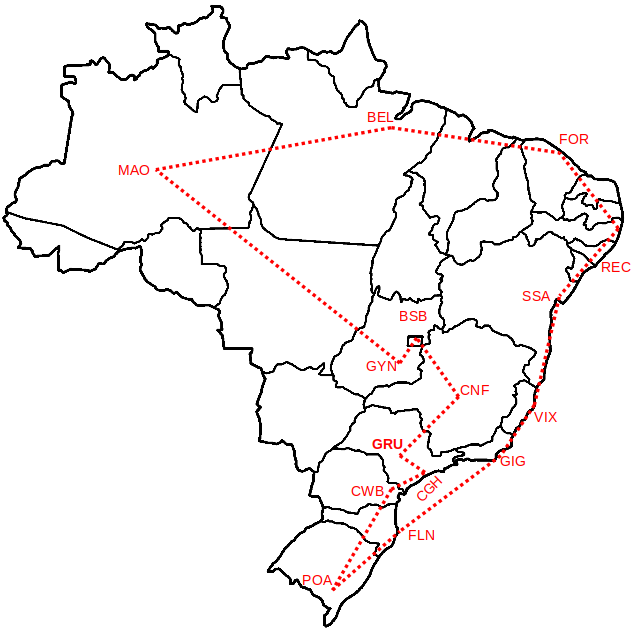 BEL
FOR
MAO
REC
SSA
BSB
GYN
CNF
VIX
GRU
GIG
CWB
CGH
FLN
POA